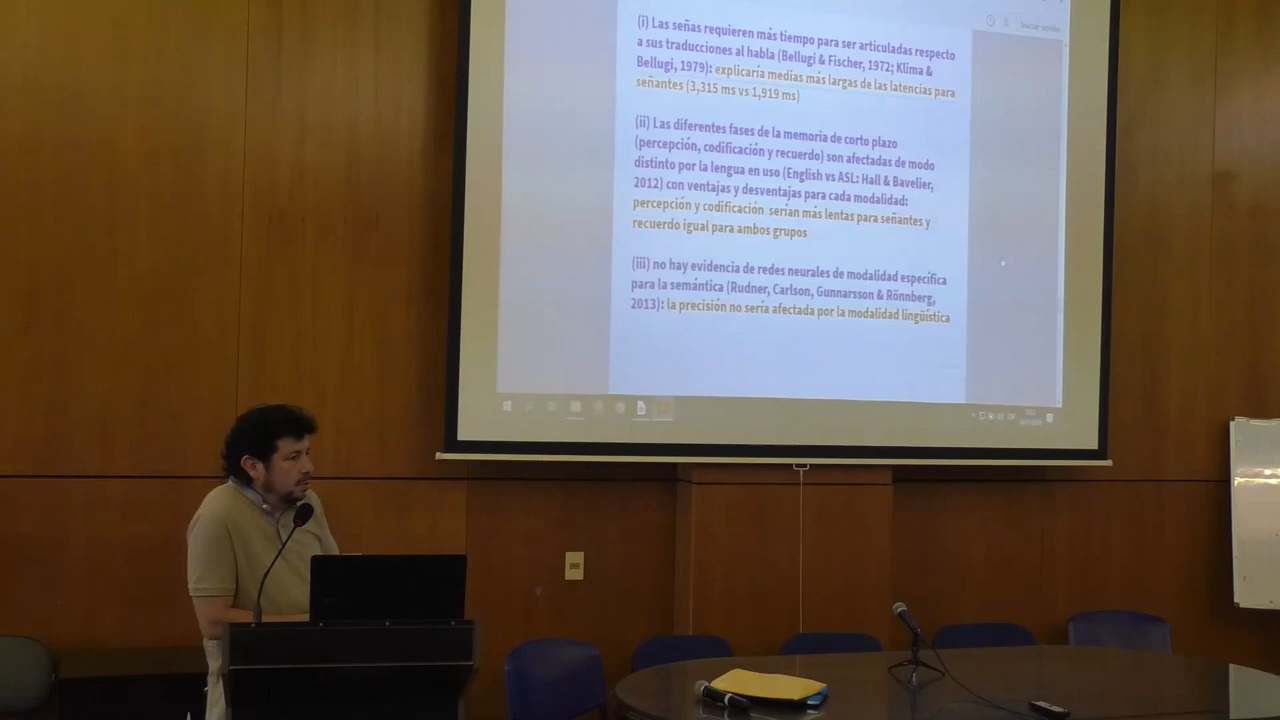 (i) Las señas requieren más tiempo para ser articuladas respecto
a sus traducciones al habla (Bellugi & Fischer, 1972; Klima &
Bellugi, 1979): explicaría medias más largas de las latencias para
señantes (3,315 ms vs 1,919 ms)
(ii) Las diferentes fases de la memoria de corto plazo
(percepción, codificación y recuerdo) son afectadas de modo
distinto por la lengua en uso (English vs ASL: Hall & Bavelier,
2012) con ventajas y desventajas para cada modalidad:
percepción y codificación serían más lentas para señantes y
recuerdo igual para ambos grupos
(iii) no hay evidencia de redes neurales de modalidad específica
para la semántica (Rudner, Carlson, Gunnarsson & Rönnberg,
2013): la precisión no sería afectada por la modalidad lingüística